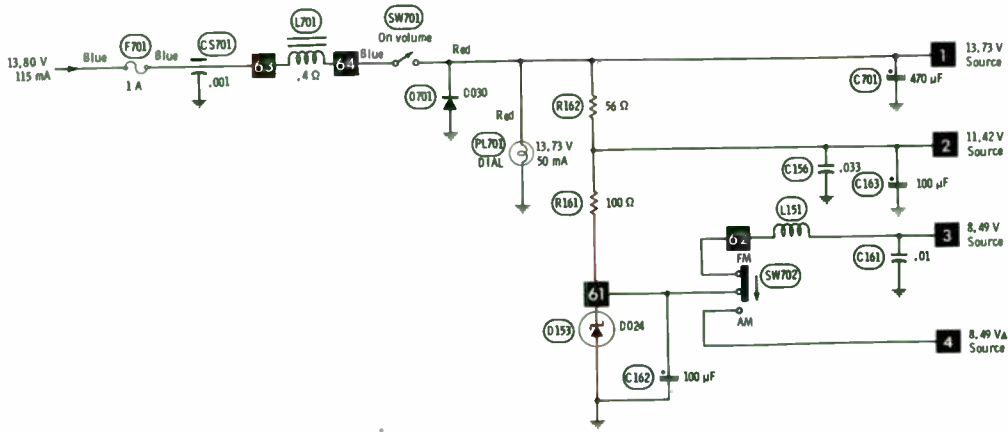 13,80 V
115 mA
Blue
F701
1 A
Blue
CS701
.001
63
L701
.4 Ω
64
Blue
SW701
On volume
Red
D701
D030
Red
PL701
DIAL
13,73 V
50 mA
R162
56 Ω
R161
100 Ω
C701
470 µF
1
13,73 V
Source
C156
.033
C163
100 µF
2
11,42 V
Source
L151
62
FM
SW702
AM
C161
.01
3
8,49 V
Source
61
D153
D024
C162
100 µF
4
8,49 V▲
Source